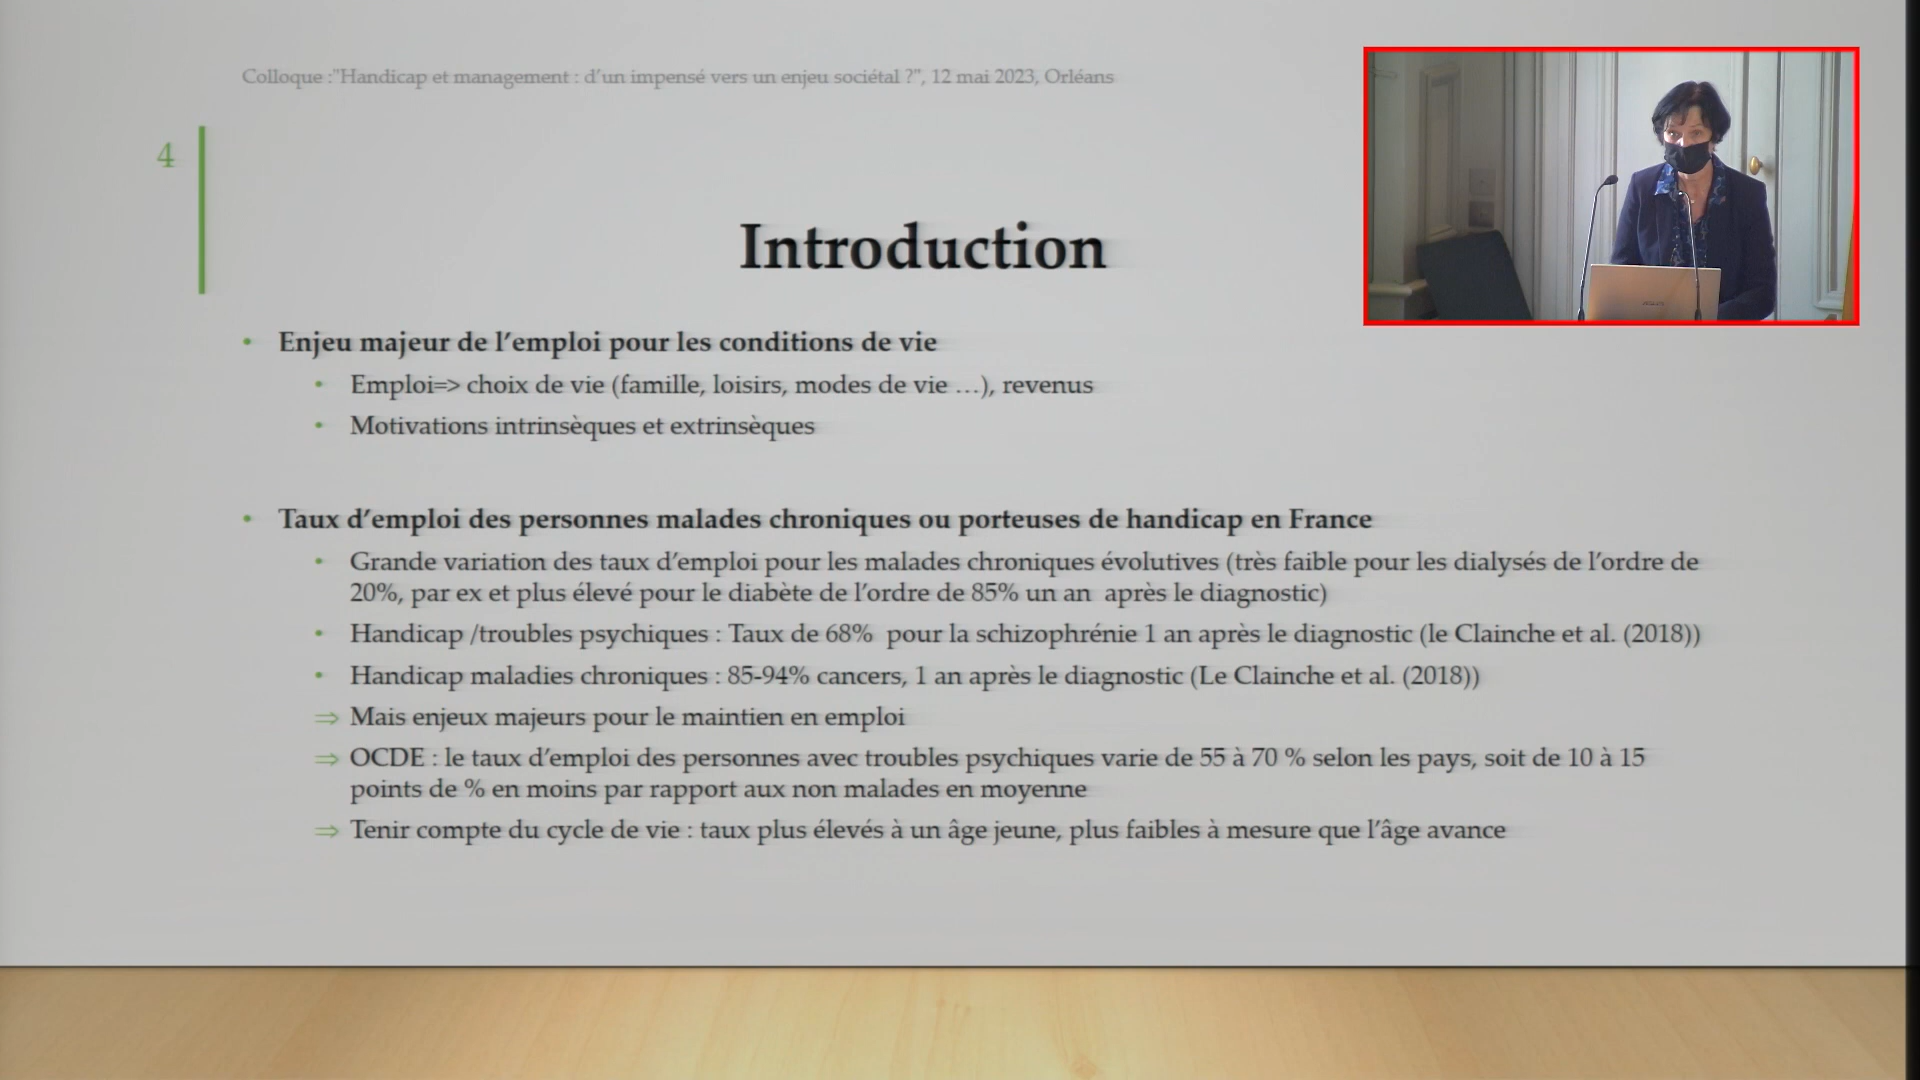 Colloque :"Handicap et management : d’un impensé vers un enjeu sociétal ?", 12 mai 2023, Orléans
4
Introduction
• Enjeu majeur de l’emploi pour les conditions de vie
• Emploi=> choix de vie (famille, loisirs, modes de vie …), revenus
• Motivations intrinsèques et extrinsèques
• Taux d’emploi des personnes malades chroniques ou porteuses de handicap en France
• Grande variation des taux d’emploi pour les malades chroniques évolutives (très faible pour les dialysés de l’ordre de
20%, par ex et plus élevé pour le diabète de l’ordre de 85% un an après le diagnostic)
• Handicap /troubles psychiques : Taux de 68% pour la schizophrénie 1 an après le diagnostic (le Clainche et al. (2018))
• Handicap maladies chroniques : 85-94% cancers, 1 an après le diagnostic (Le Clainche et al. (2018))
⇒ Mais enjeux majeurs pour le maintien en emploi
⇒ OCDE : le taux d’emploi des personnes avec troubles psychiques varie de 55 à 70 % selon les pays, soit de 10 à 15
points de % en moins par rapport aux non malades en moyenne
⇒ Tenir compte du cycle de vie : taux plus élevés à un âge jeune, plus faibles à mesure que l’âge avance